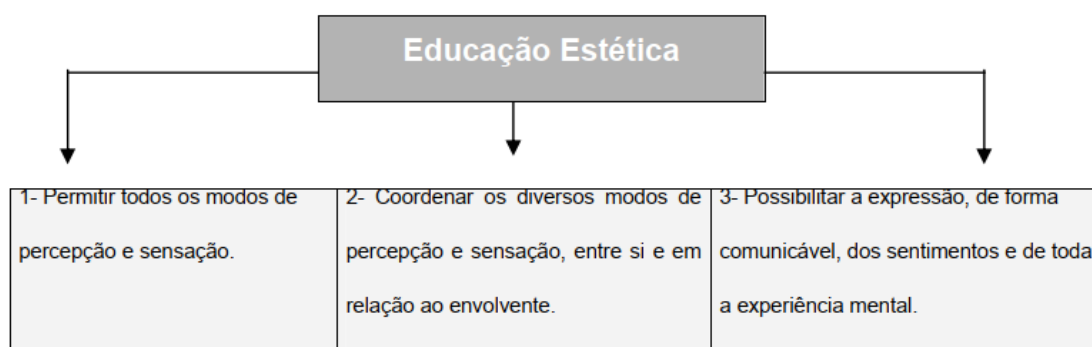 Educação Estética
1- Permitir todos os modos de
percepção e sensação.
2- Coordenar os diversos modos de
percepção e sensação, entre si e em
relação ao envolvente.
3- Possibilitar a expressão, de forma
comunicável, dos sentimentos e de toda
a experiência mental.